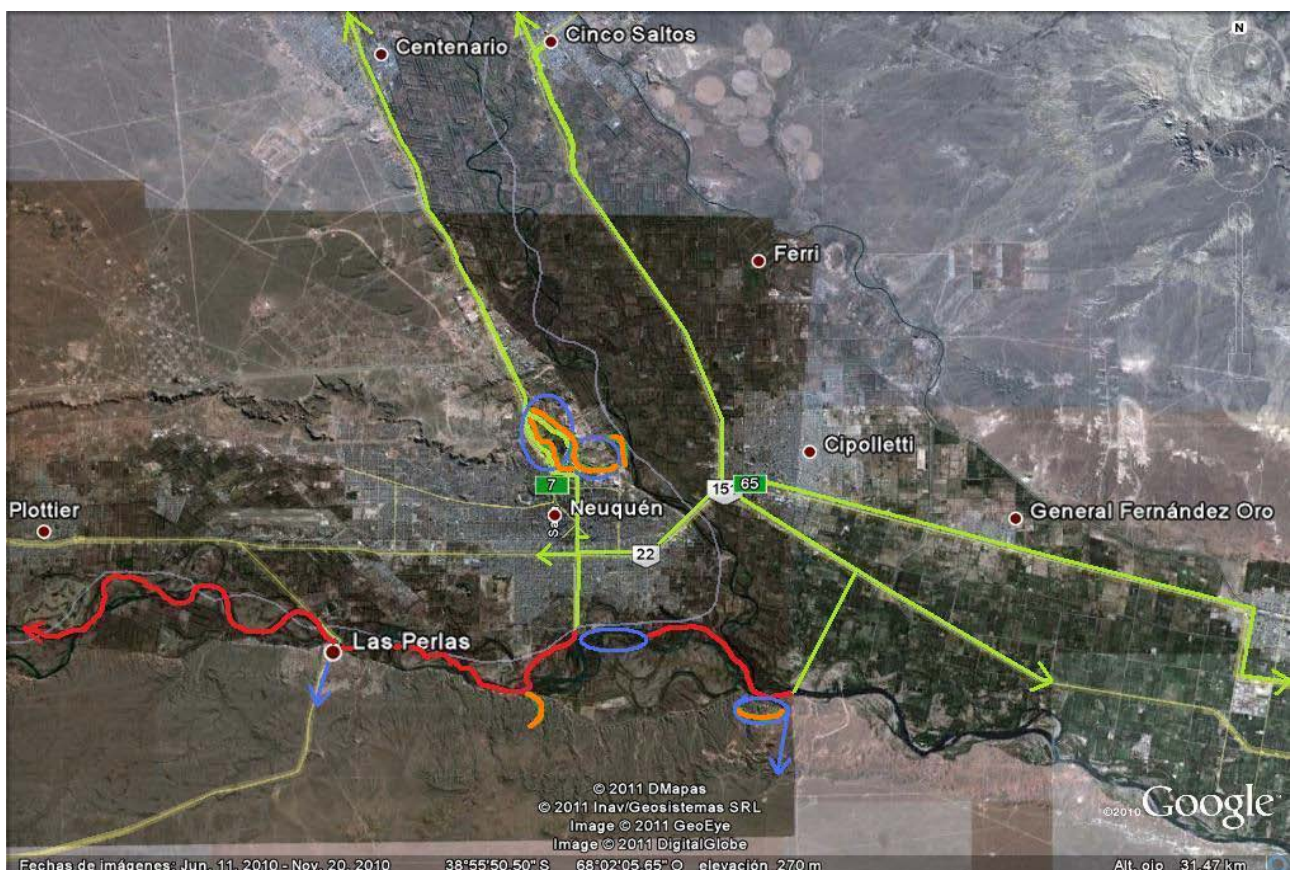 N
Centenario
Cinco Saltos
Ferri
Cipolletti
7
151
65
Plottier
Neuquén
General Fernández Oro
22
Las Perlas
© 2011 DMapas
© 2011 Inav/Geosistemas SRL
Image © 2011 GeoEye
Image © 2011 DigitalGlobe
©2010 Google
Fechas de imágenes: Jun. 11, 2010 - Nov. 20, 2010 38°55'50.50" S 68°02'05.65" O elevación 270 m Alt. ojo 31.47 km